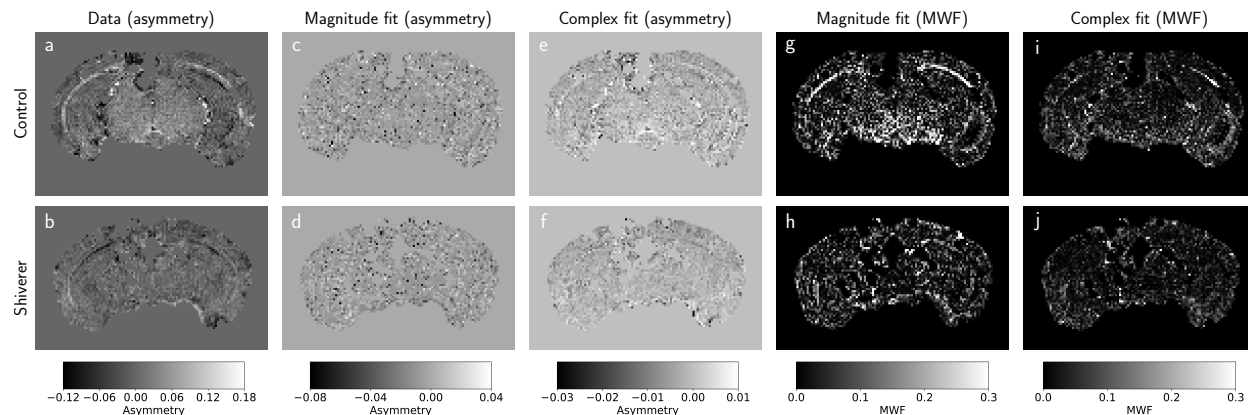 Data (asymmetry) Magnitude fit (asymmetry) Complex fit (asymmetry) Magnitude fit (MWF) Complex fit (MWF)
Control
a c e g i
Shiverer
b d f h j
−0.12 −0.06 0.00 0.06 0.12 0.18 −0.08 −0.04 0.00 0.04 −0.03 −0.02 −0.01 0.00 0.01 0.0 0.1 0.2 0.3 0.0 0.1 0.2 0.3
Asymmetry Asymmetry Asymmetry MWF MWF